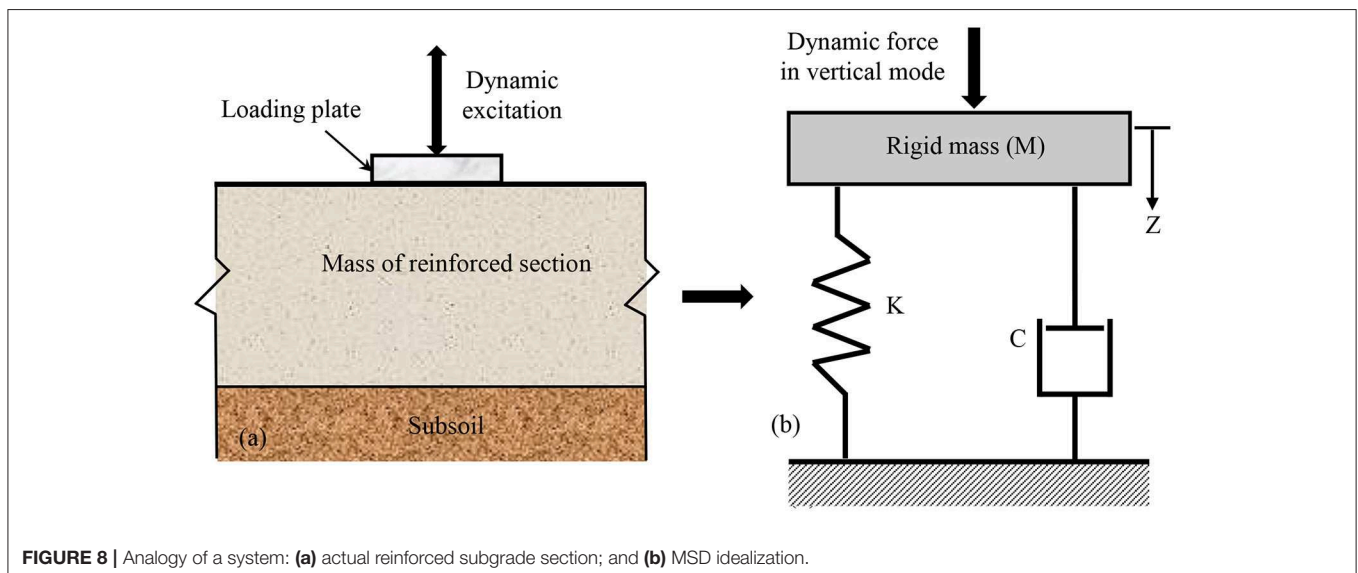 Loading plate
Dynamic
excitation
Mass of reinforced section
Subsoil
(a)
Dynamic force
in vertical mode
Rigid mass (M)
Z
K
C
(b)
FIGURE 8 | Analogy of a system: (a) actual reinforced subgrade section; and (b) MSD idealization.